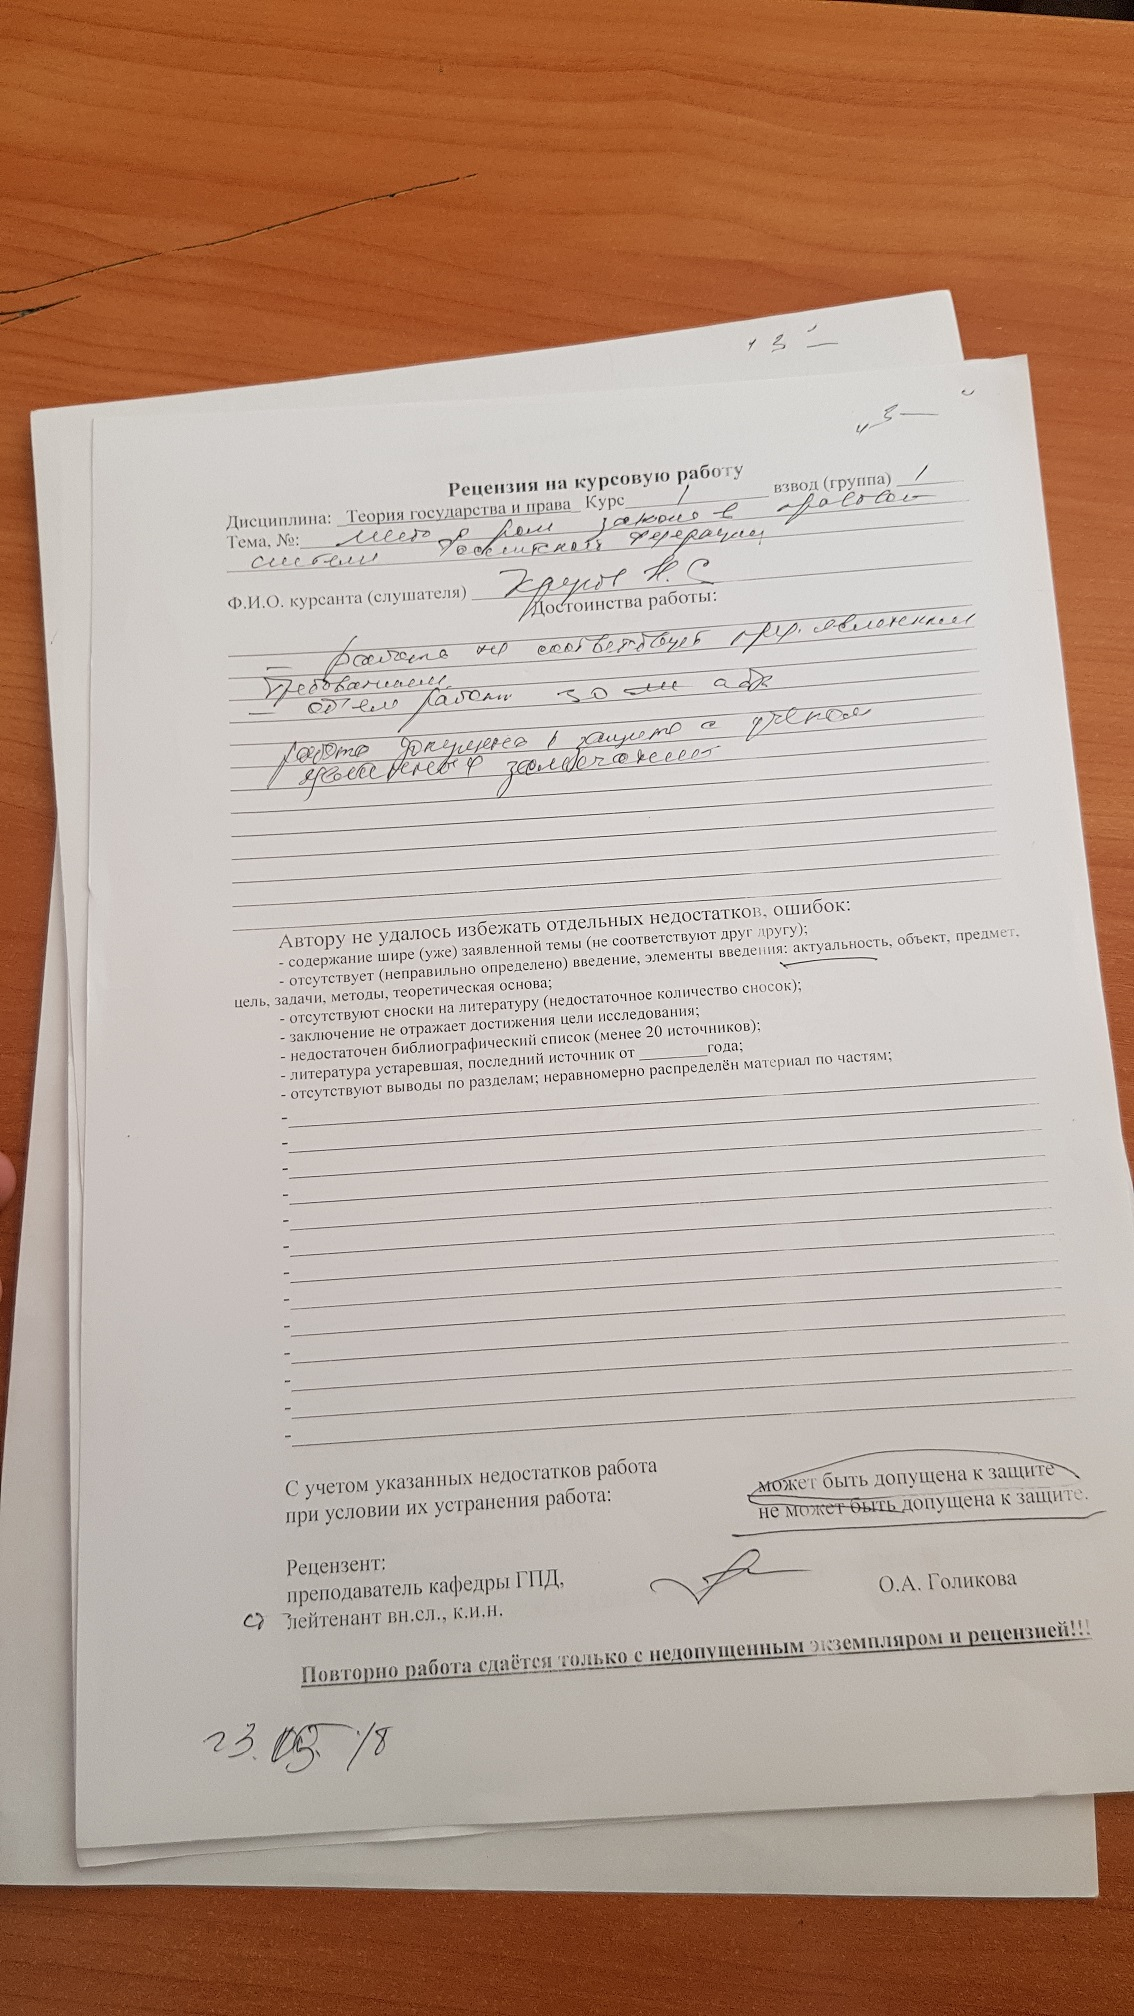 "3"
„3—"
Рецензия на курсовую работу
Дисциплина: Теория государства и права Курс 1 взвод (группа) 1
Тема, №: место и роль закона в правовой
системе Российской Федерации
Ф.И.О. курсанта (слушателя) Н. С
Достоинства работы:
– работа не соответствует
требованиям
– объем работы 30
работа допущена к защите с учетом
замечаний
Автору не удалось избежать отдельных недостатков, ошибок:
- содержание шире (уже) заявленной темы (не соответствуют друг другу);
- отсутствует (неправильно определено) введение, элементы введения: актуальность, объект, предмет,
цель, задачи, методы, теоретическая основа;
- отсутствуют сноски на литературу (недостаточное количество сносок);
- заключение не отражает достижения цели исследования;
- недостаточен библиографический список (менее 20 источников);
- литература устаревшая, последний источник от ________года;
- отсутствуют выводы по разделам; неравномерно распределён материал по частям;
С учетом указанных недостатков работа
при условии их устранения работа:
может быть допущена к защите
не может быть допущена к защите.
Рецензент:
преподаватель кафедры ГПД,
О.А. Голикова
с) лейтенант вн.сл., к.и.н.
Повторно работа сдаётся только с недопущенным экземпляром и рецензией!!!
23.05.18